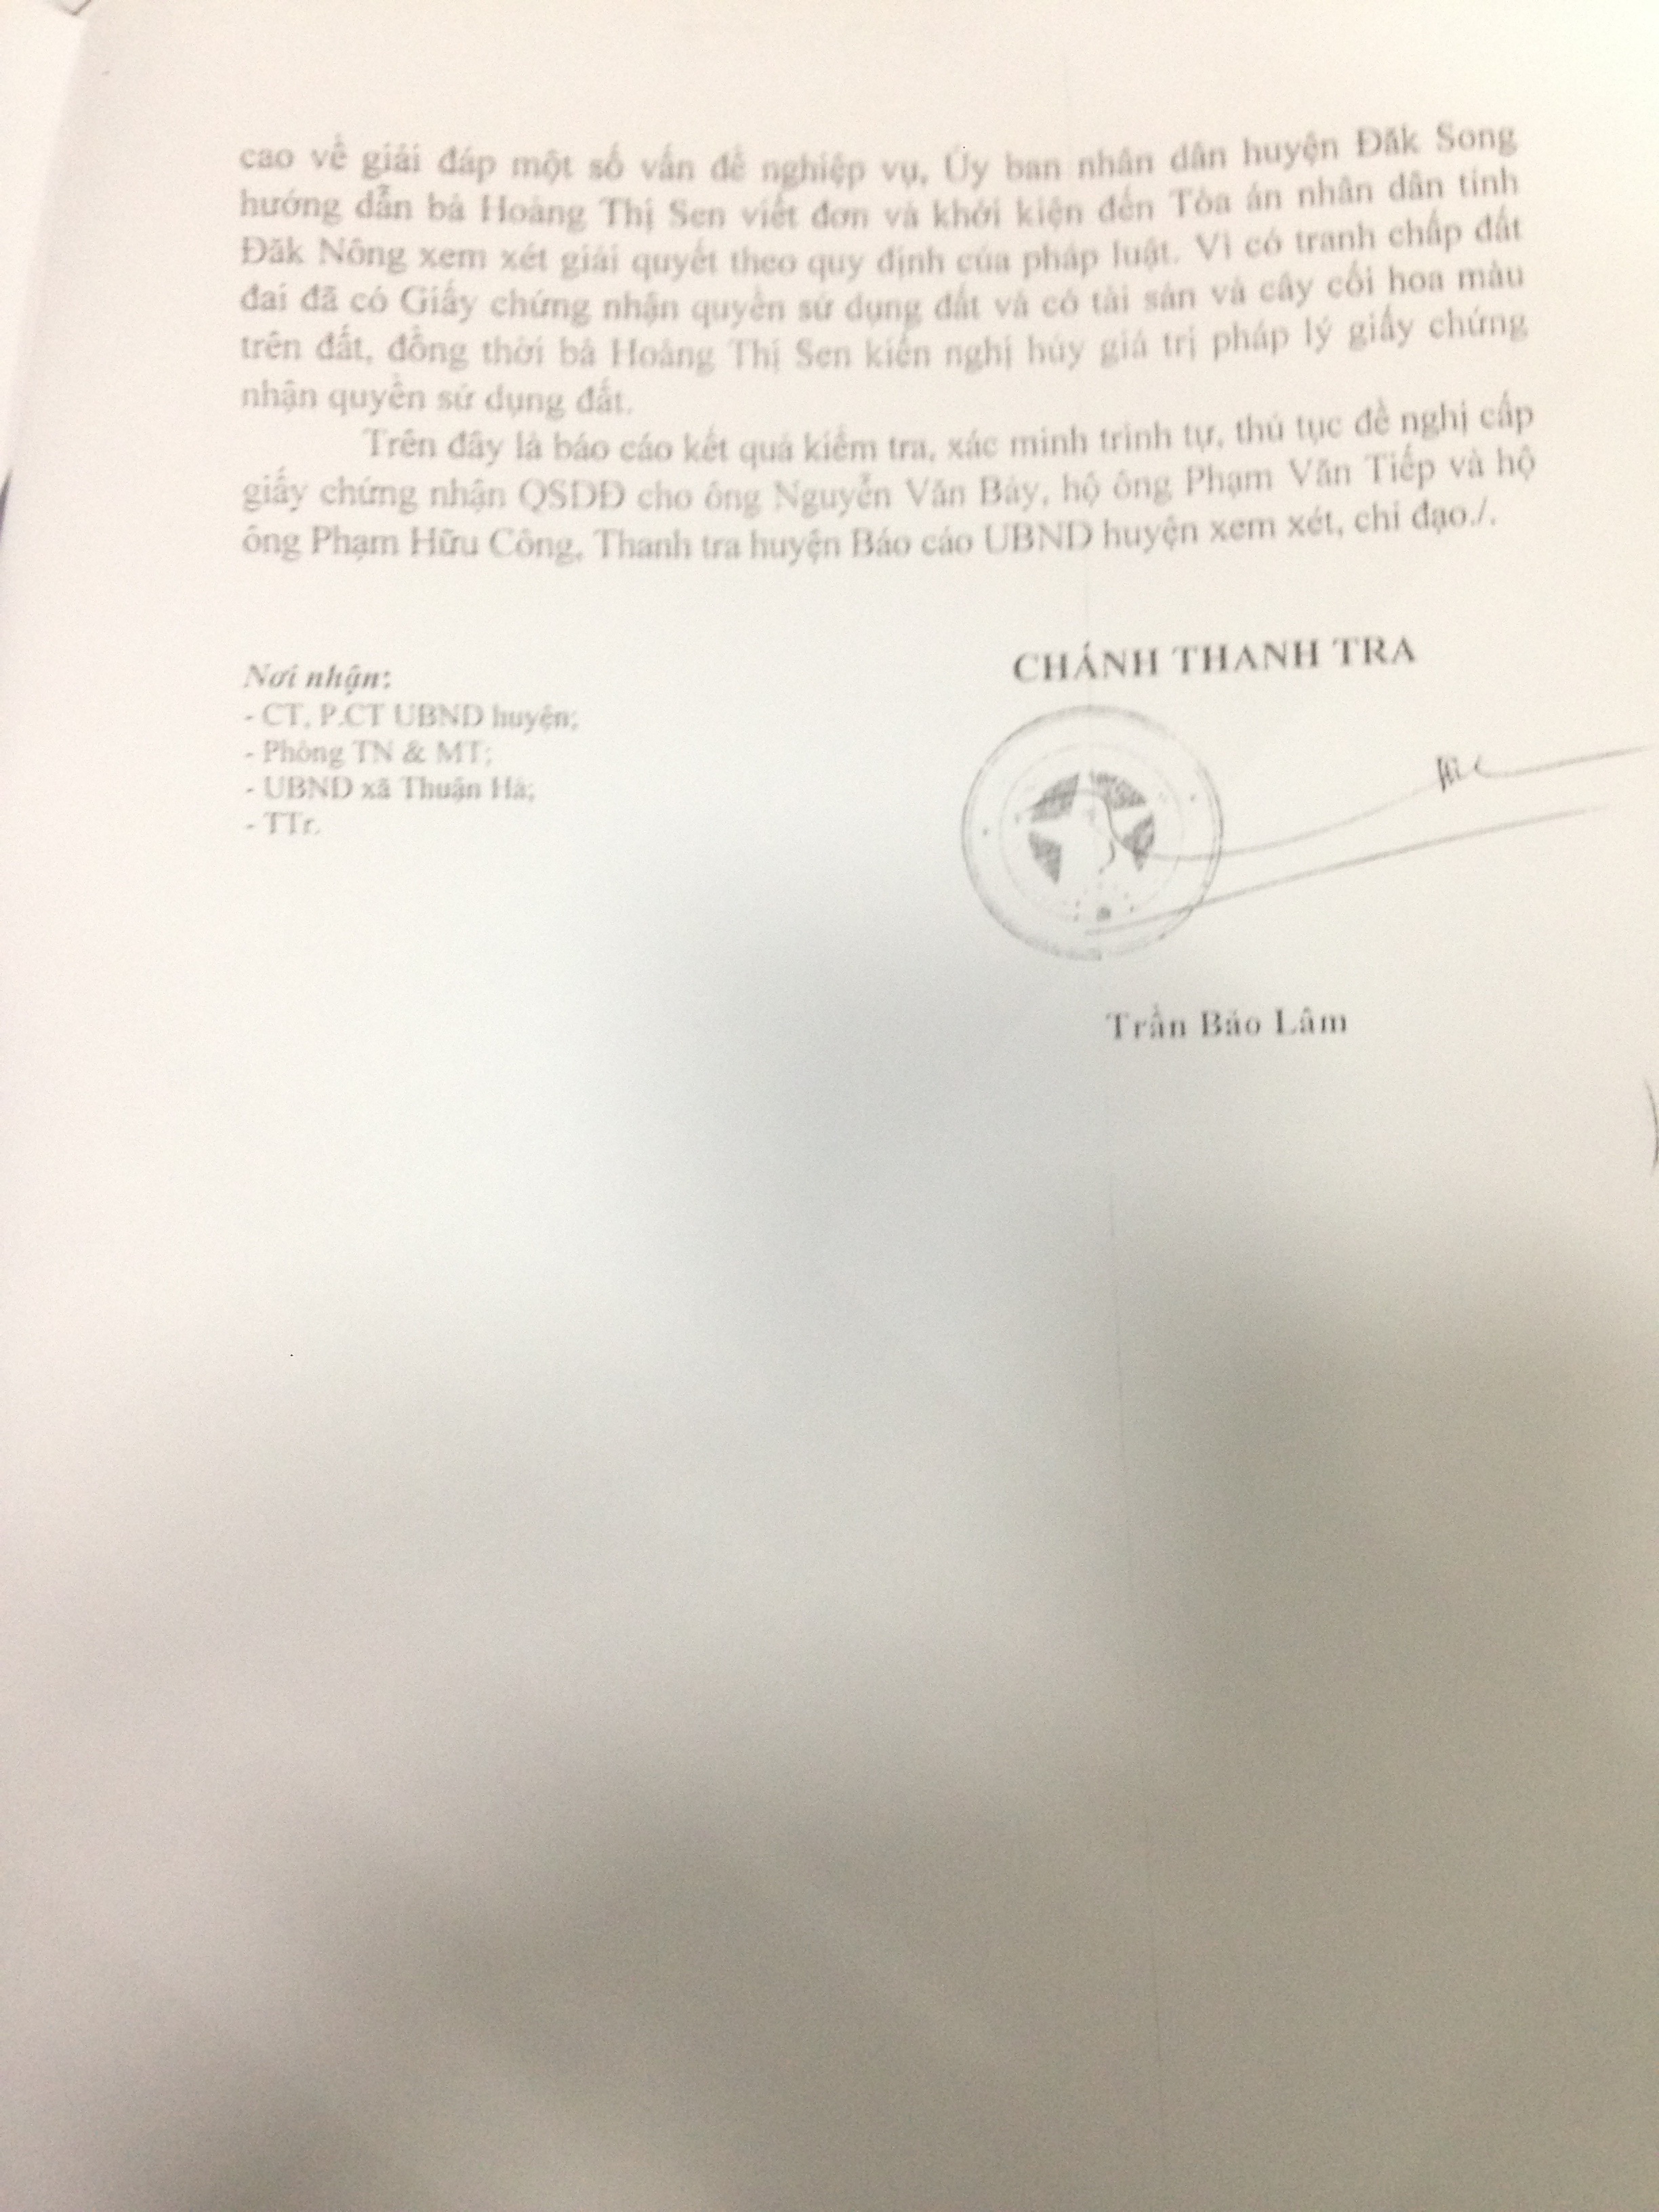 cao về giải đáp một số vấn đề nghiệp vụ, Ủy ban nhân dân huyện Đăk Song
hướng dẫn bà Hoàng Thị Sen viết đơn và khởi kiện đến Tòa án nhân dân tỉnh
Đăk Nông xem xét giải quyết theo quy định của pháp luật. Vì có tranh chấp đất
đai đã có Giấy chứng nhận quyền sử dụng đất và có tài sản và cây cối hoa màu
trên đất, đồng thời bà Hoàng Thị Sen kiến nghị hủy giá trị pháp lý giấy chứng
nhận quyền sử dụng đất.
Trên đây là báo cáo kết quả kiểm tra, xác minh trình tự, thủ tục đề nghị cấp
giấy chứng nhận QSDĐ cho ông Nguyễn Văn Bảy, hộ ông Phạm Văn Tiếp và hộ
ông Phạm Hữu Công, Thanh tra huyện Báo cáo UBND huyện xem xét, chỉ đạo./.
Nơi nhận:
- CT, P.CT UBND huyện;
- Phòng TN & MT;
- UBND xã Thuận Hà;
- TTr.
CHÁNH THANH TRA
Trần Bảo Lâm